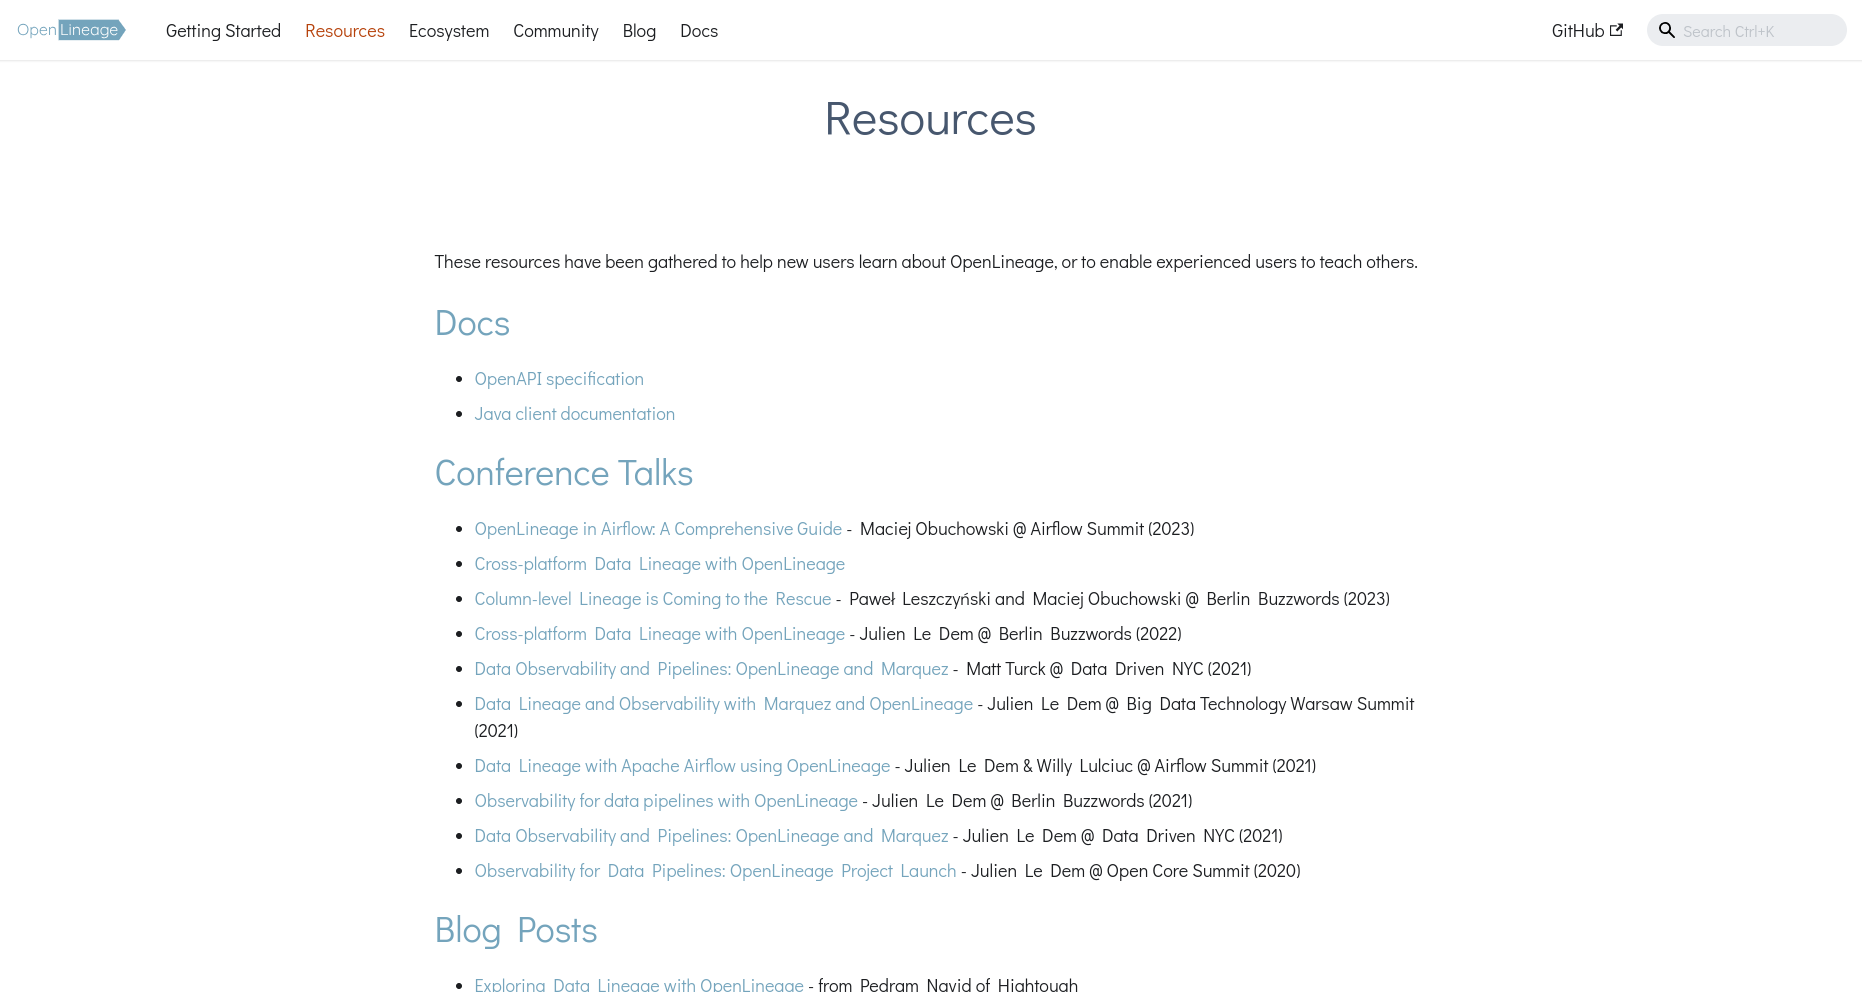 OpenLineage Getting Started Resources Ecosystem Community Blog Docs GitHub Search Ctrl+K
Resources
These resources have been gathered to help new users learn about OpenLineage, or to enable experienced users to teach others.
Docs
OpenAPI specification
Java client documentation
Conference Talks
OpenLineage in Airflow: A Comprehensive Guide - Maciej Obuchowski @ Airflow Summit (2023)
Cross-platform Data Lineage with OpenLineage
Column-level Lineage is Coming to the Rescue - Paweł Leszczyński and Maciej Obuchowski @ Berlin Buzzwords (2023)
Cross-platform Data Lineage with OpenLineage - Julien Le Dem @ Berlin Buzzwords (2022)
Data Observability and Pipelines: OpenLineage and Marquez - Matt Turck @ Data Driven NYC (2021)
Data Lineage and Observability with Marquez and OpenLineage - Julien Le Dem @ Big Data Technology Warsaw Summit
(2021)
Data Lineage with Apache Airflow using OpenLineage - Julien Le Dem & Willy Lulciuc @ Airflow Summit (2021)
Observability for data pipelines with OpenLineage - Julien Le Dem @ Berlin Buzzwords (2021)
Data Observability and Pipelines: OpenLineage and Marquez - Julien Le Dem @ Data Driven NYC (2021)
Observability for Data Pipelines: OpenLineage Project Launch - Julien Le Dem @ Open Core Summit (2020)
Blog Posts
Exploring Data Lineage with OpenLineage - from Pedram Navid of Hightouch